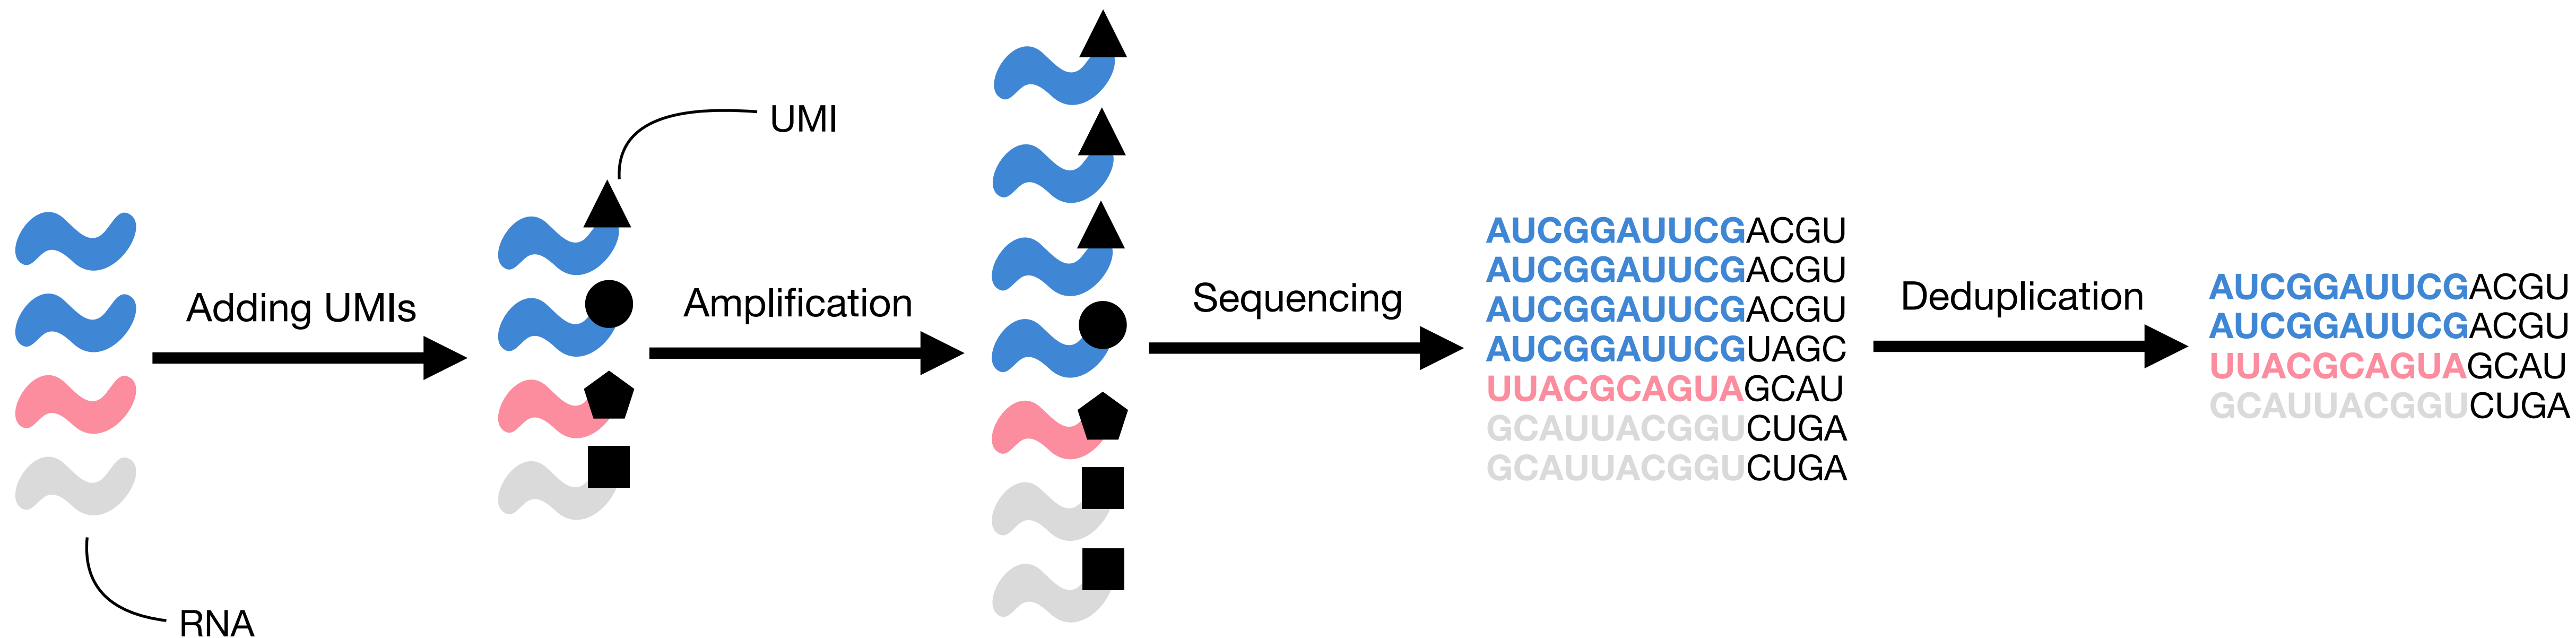 UMI
Adding UMIs
Amplification
Sequencing
Deduplication
RNA
AUCGGAUUCGACGU
AUCGGAUUCGACGU
AUCGGAUUCGACGU
AUCGGAUUCGUAGC
UUACGCAGUAGCAU
GCAUUACGGUCUGA
GCAUUACGGUCUGA
AUCGGAUUCGACGU
AUCGGAUUCGACGU
UUACGCAGUAGCAU
GCAUUACGGUCUGA